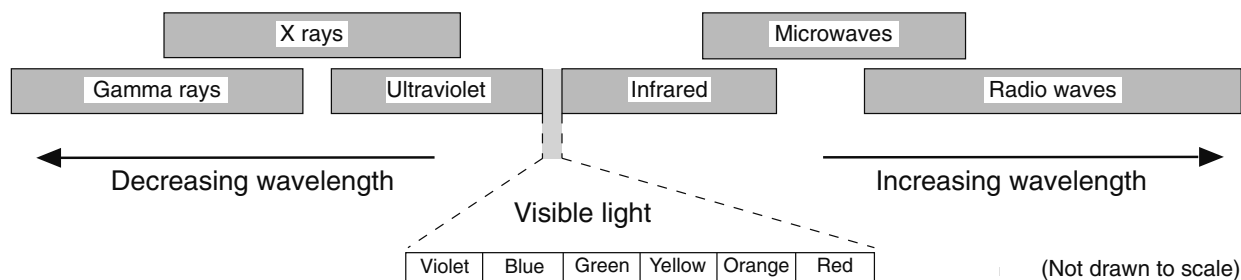 X rays
Microwaves
Gamma rays
Ultraviolet
Infrared
Radio waves
Decreasing wavelength
Increasing wavelength
Visible light
Violet Blue Green Yellow Orange Red
(Not drawn to scale)